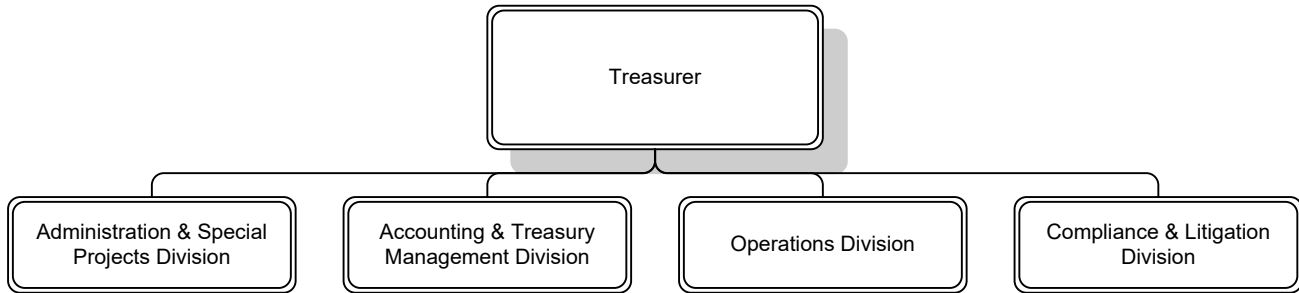 Treasurer
Administration & Special
Projects Division
Accounting & Treasury
Management Division
Operations Division
Compliance & Litigation
Division